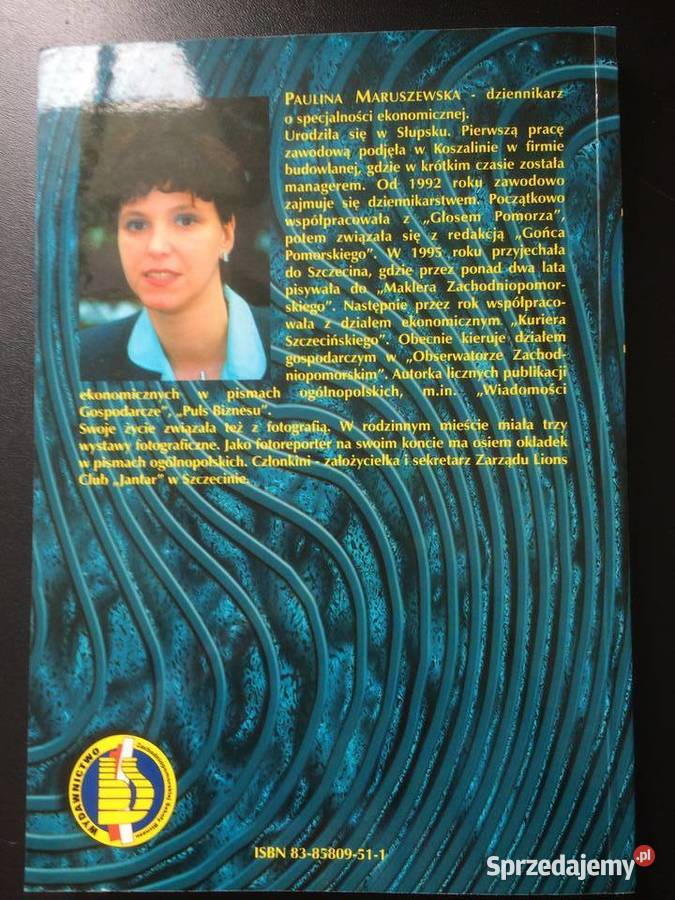 PAULINA MARUSZEWSKA - dziennikarz
o specjalności ekonomicznej.
Urodziła się w Słupsku. Pierwszą pracę
zawodową podjęła w Koszalinie w firmie
budowlanej, gdzie w krótkim czasie została
managerem. Od 1992 roku zawodowo
zajmuje się dziennikarstwem. Początkowo
współpracowała z „Głosem Pomorza”,
potem związała się z redakcją „Gońca
Pomorskiego”. W 1995 roku przyjechała
do Szczecina, gdzie przez ponad dwa lata
pisywała do „Maklera Zachodniopomor-
skiego”. Następnie przez rok współpraco-
wała z działem ekonomicznym „Kuriera
Szczecińskiego”. Obecnie kieruje działem
gospodarczym w „Obserwatorze Zachod-
niopomorskim”. Autorka licznych publikacji
ekonomicznych w pismach ogólnopolskich, m.in. „Wiadomości
Gospodarcze”, „Puls Biznesu”.
Swoje życie związała też z fotografią. W rodzinnym mieście miała trzy
wystawy fotograficzne. Jako fotoreporter na swoim koncie ma osiem okładek
w pismach ogólnopolskich. Członkini - założycielka i sekretarz Zarządu Lions
Club „Jantar” w Szczecinie.
WYDAWNICTWO
Zachodniopomorskiej Szkoły Biznesu
ISBN 83-85809-51-1
Sprzedajemy.pl